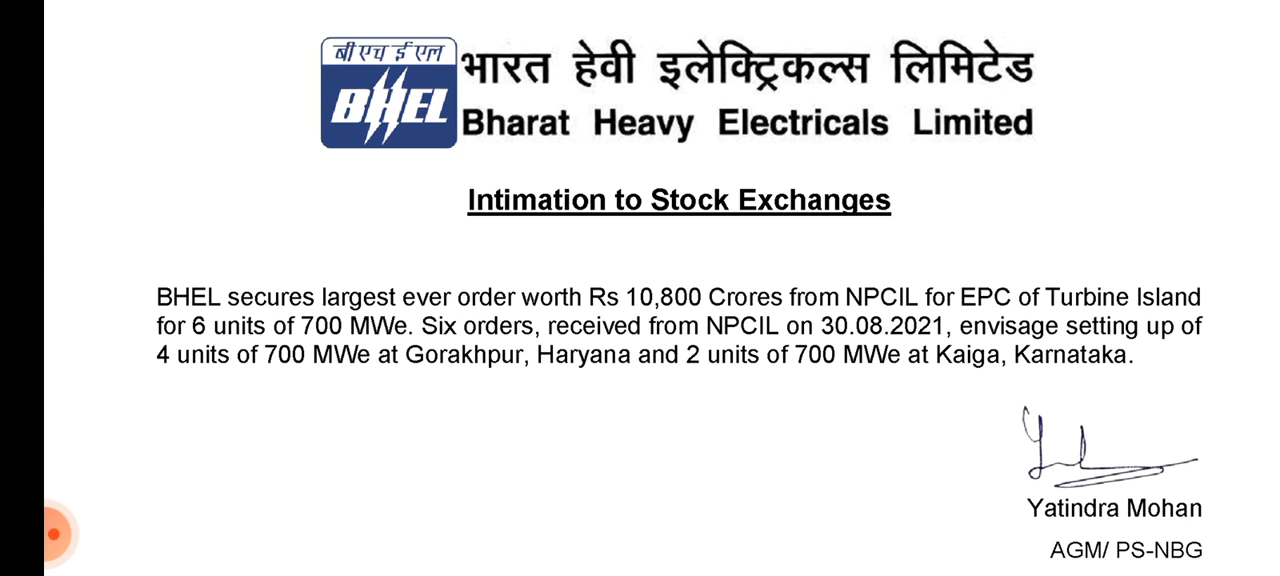 बी एच ई एल
BHEL
भारत हेवी इलेक्ट्रिकल्स लिमिटेड
Bharat Heavy Electricals Limited
Intimation to Stock Exchanges
BHEL secures largest ever order worth Rs 10,800 Crores from NPCIL for EPC of Turbine Island
for 6 units of 700 MWe. Six orders, received from NPCIL on 30.08.2021, envisage setting up of
4 units of 700 MWe at Gorakhpur, Haryana and 2 units of 700 MWe at Kaiga, Karnataka.
Yatindra Mohan
AGM/ PS-NBG